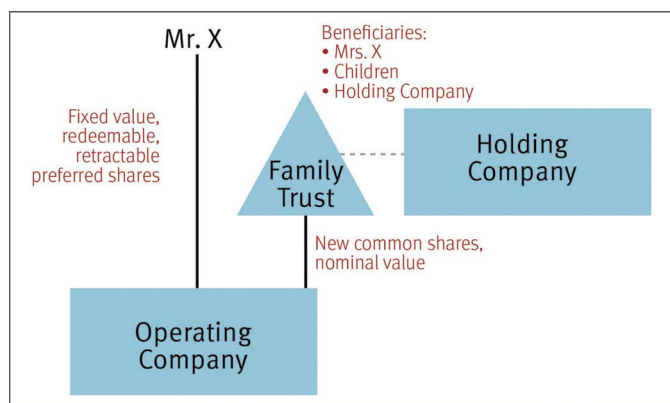 Mr. X
Beneficiaries:
• Mrs. X
• Children
• Holding Company
Fixed value,
redeemable,
retractable
preferred shares
Family
Trust
Holding
Company
New common shares,
nominal value
Operating
Company